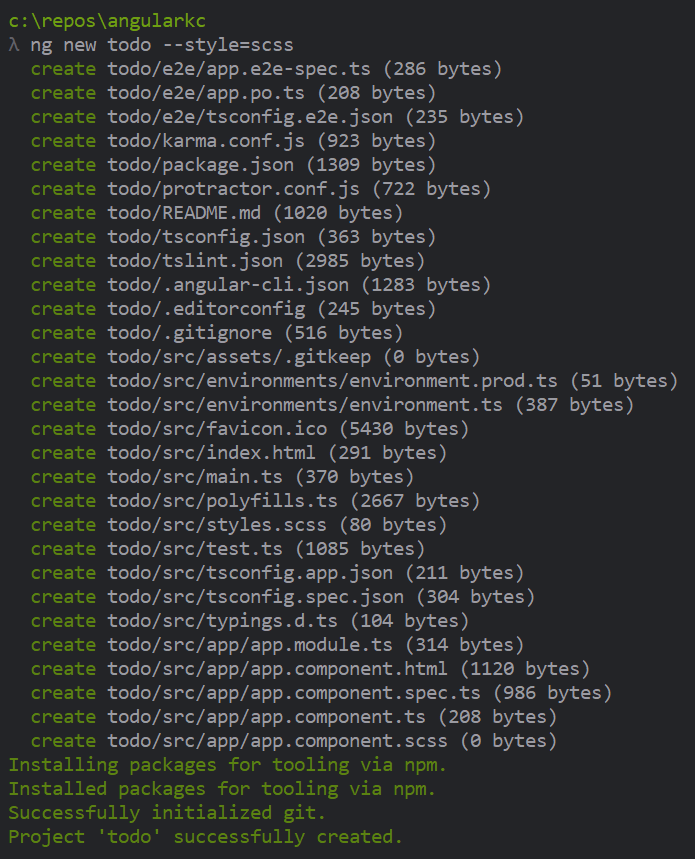 c:\repos\angularkc
λ ng new todo --style=scss
create todo/e2e/app.e2e-spec.ts (286 bytes)
create todo/e2e/app.po.ts (208 bytes)
create todo/e2e/tsconfig.e2e.json (235 bytes)
create todo/karma.conf.js (923 bytes)
create todo/package.json (1309 bytes)
create todo/protractor.conf.js (722 bytes)
create todo/README.md (1020 bytes)
create todo/tsconfig.json (363 bytes)
create todo/tslint.json (2985 bytes)
create todo/.angular-cli.json (1283 bytes)
create todo/.editorconfig (245 bytes)
create todo/.gitignore (516 bytes)
create todo/src/assets/.gitkeep (0 bytes)
create todo/src/environments/environment.prod.ts (51 bytes)
create todo/src/environments/environment.ts (387 bytes)
create todo/src/favicon.ico (5430 bytes)
create todo/src/index.html (291 bytes)
create todo/src/main.ts (370 bytes)
create todo/src/polyfills.ts (2667 bytes)
create todo/src/styles.scss (80 bytes)
create todo/src/test.ts (1085 bytes)
create todo/src/tsconfig.app.json (211 bytes)
create todo/src/tsconfig.spec.json (304 bytes)
create todo/src/typings.d.ts (104 bytes)
create todo/src/app/app.module.ts (314 bytes)
create todo/src/app/app.component.html (1120 bytes)
create todo/src/app/app.component.spec.ts (986 bytes)
create todo/src/app/app.component.ts (208 bytes)
create todo/src/app/app.component.scss (0 bytes)
Installing packages for tooling via npm.
Installed packages for tooling via npm.
Successfully initialized git.
Project 'todo' successfully created.